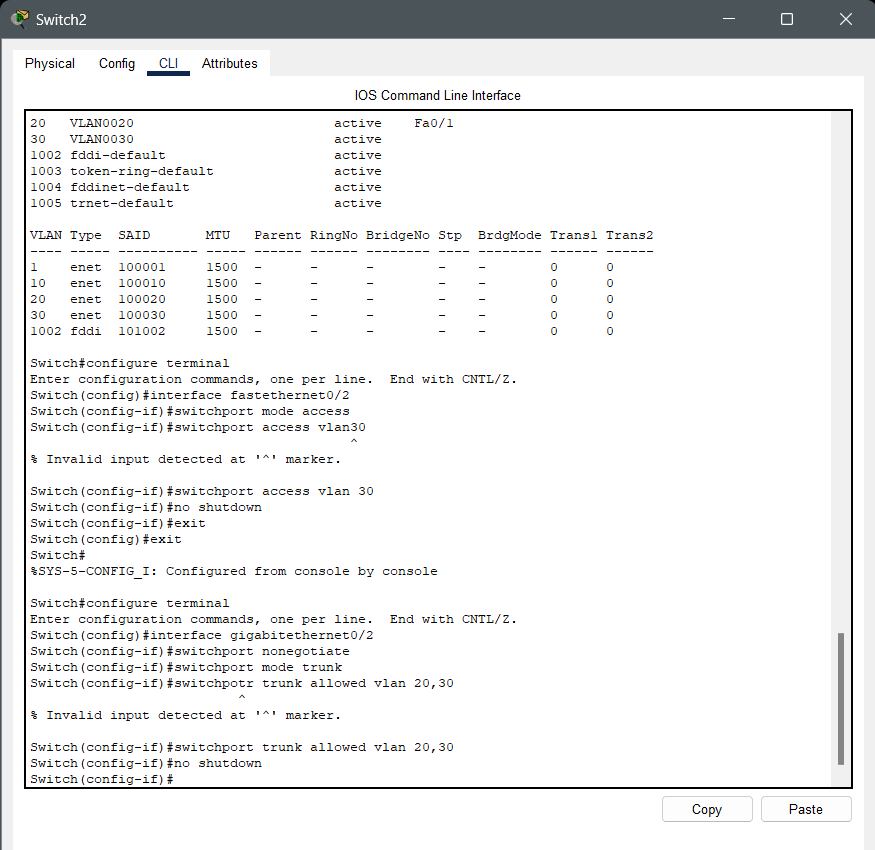 Switch2
Physical Config CLI Attributes
IOS Command Line Interface
20   VLAN0020                         active    Fa0/1
30   VLAN0030                         active
1002 fddi-default                     active
1003 token-ring-default               active
1004 fddinet-default                  active
1005 trnet-default                    active
VLAN Type  SAID       MTU   Parent RingNo BridgeNo Stp  BrdgMode Trans1 Trans2
---- ----- ---------- ----- ------ ------ -------- ---- -------- ------ ------
1    enet  100001     1500  -      -      -        -    -        0      0
10   enet  100010     1500  -      -      -        -    -        0      0
20   enet  100020     1500  -      -      -        -    -        0      0
30   enet  100030     1500  -      -      -        -    -        0      0
1002 fddi  101002     1500  -      -      -        -    -        0      0
Switch#configure terminal
Enter configuration commands, one per line.  End with CNTL/Z.
Switch(config)#interface fastethernet0/2
Switch(config-if)#switchport mode access
Switch(config-if)#switchport access vlan30
^
% Invalid input detected at '^' marker.
Switch(config-if)#switchport access vlan 30
Switch(config-if)#no shutdown
Switch(config-if)#exit
Switch(config)#exit
Switch#
%SYS-5-CONFIG_I: Configured from console by console
Switch#configure terminal
Enter configuration commands, one per line.  End with CNTL/Z.
Switch(config)#interface gigabitethernet0/2
Switch(config-if)#switchport nonegotiate
Switch(config-if)#switchport mode trunk
Switch(config-if)#switchpotr trunk allowed vlan 20,30
^
% Invalid input detected at '^' marker.
Switch(config-if)#switchport trunk allowed vlan 20,30
Switch(config-if)#no shutdown
Switch(config-if)#
Copy Paste